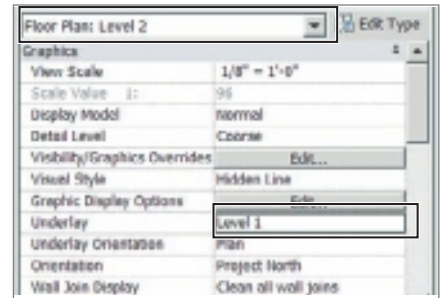 Floor Plan: Level 2 Edit Type
Graphics
View Scale 1/8" = 1'-0"
Scale Value 1: 96
Display Model Normal
Detail Level Coarse
Visibility/Graphics Overrides Edit...
Visual Style Hidden Line
Graphic Display Options Edit...
Underlay Level 1
Underlay Orientation Plan
Orientation Project North
Wall Join Display Clean all wall joins